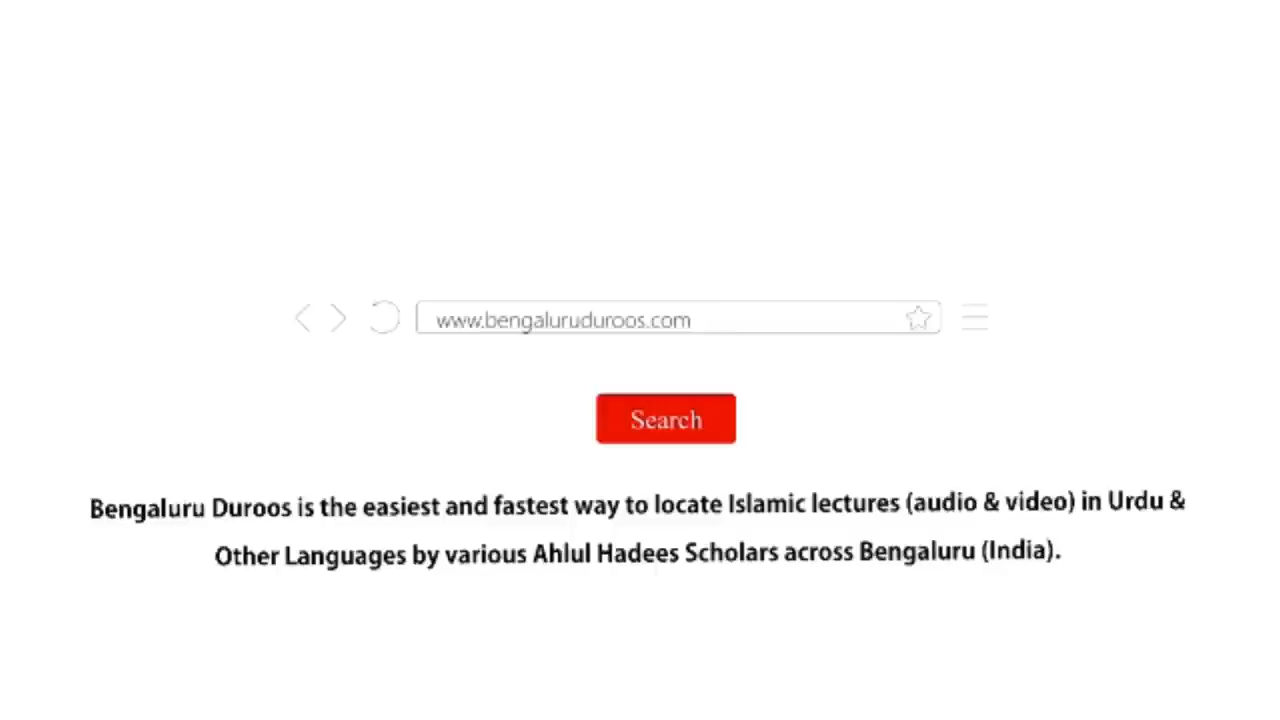 www.bengaluruduroos.com
Search
Bengaluru Duroos is the easiest and fastest way to locate Islamic lectures (audio & video) in Urdu &
Other Languages by various Ahlul Hadees Scholars across Bengaluru (India).